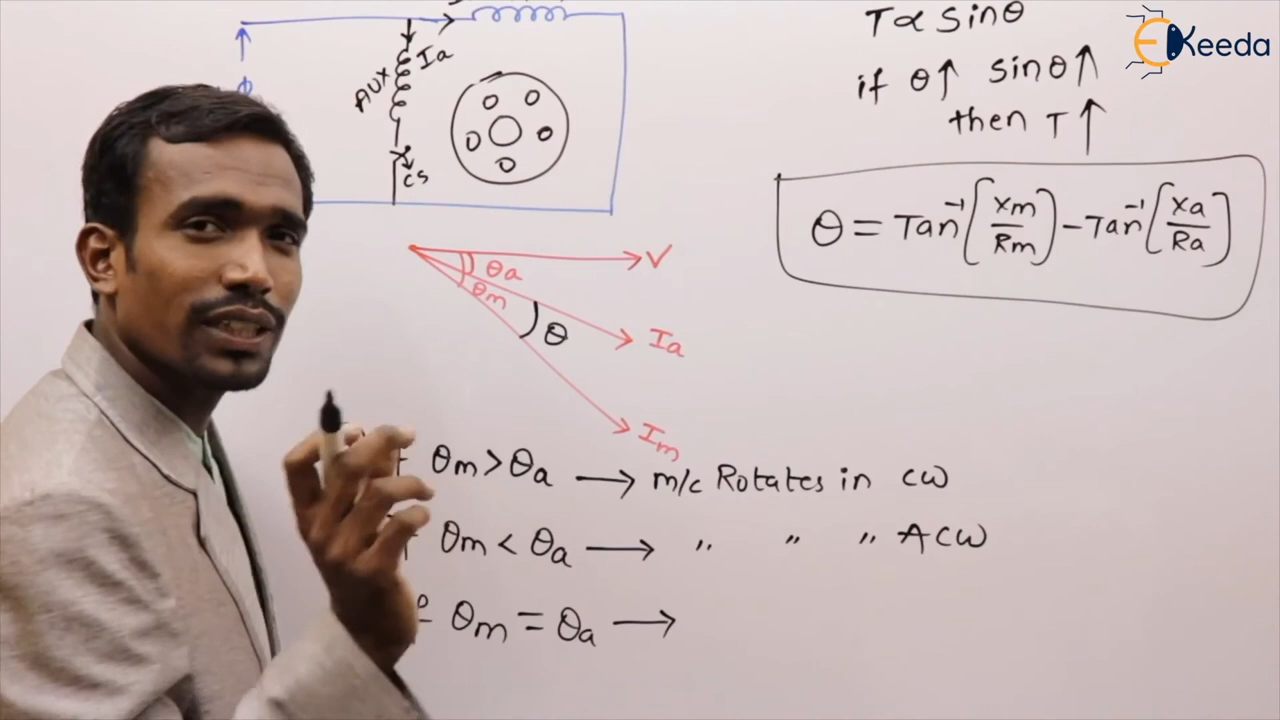 T∝ sinθ
if θ↑ sinθ↑
then T↑
EKeeda
Ia
AUX
CS
θ = Tan⁻¹(Xm/Rm) - Tan⁻¹(Xa/Ra)
V
θa
θm
θ
Ia
Im
θm > θa → m/c Rotates in CW
θm < θa → " " " ACW
θm = θa →